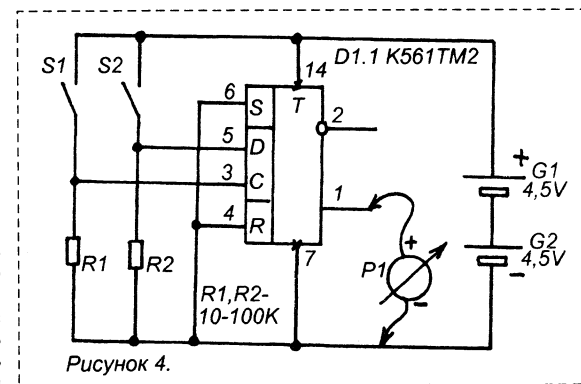 D1.1 К561ТМ2
S1 S2
14
6 S T
2
5 D
3 C
1
4 R
7
+
G1
4,5V
G2
4,5V
-
R1 R2
+
P1
-
R1,R2-
10-100K
Рисунок 4.